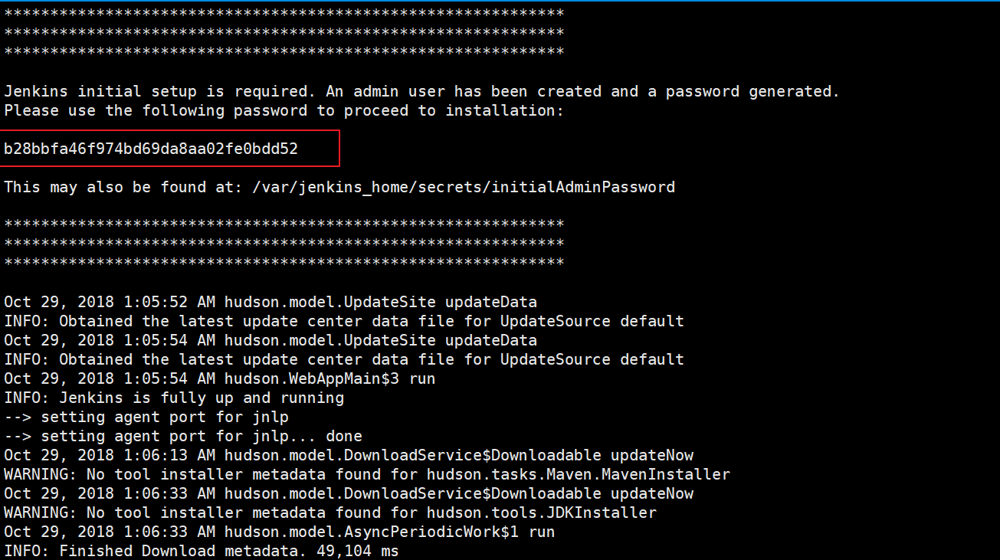 *************************************************************
*************************************************************
*************************************************************
Jenkins initial setup is required. An admin user has been created and a password generated.
Please use the following password to proceed to installation:
b28bbfa46f974bd69da8aa02fe0bdd52
This may also be found at: /var/jenkins_home/secrets/initialAdminPassword
*************************************************************
*************************************************************
*************************************************************
Oct 29, 2018 1:05:52 AM hudson.model.UpdateSite updateData
INFO: Obtained the latest update center data file for UpdateSource default
Oct 29, 2018 1:05:54 AM hudson.model.UpdateSite updateData
INFO: Obtained the latest update center data file for UpdateSource default
Oct 29, 2018 1:05:54 AM hudson.WebAppMain$3 run
INFO: Jenkins is fully up and running
--> setting agent port for jnlp
--> setting agent port for jnlp... done
Oct 29, 2018 1:06:13 AM hudson.model.DownloadService$Downloadable updateNow
WARNING: No tool installer metadata found for hudson.tasks.Maven.MavenInstaller
Oct 29, 2018 1:06:33 AM hudson.model.DownloadService$Downloadable updateNow
WARNING: No tool installer metadata found for hudson.tools.JDKInstaller
Oct 29, 2018 1:06:33 AM hudson.model.AsyncPeriodicWork$1 run
INFO: Finished Download metadata. 49,104 ms